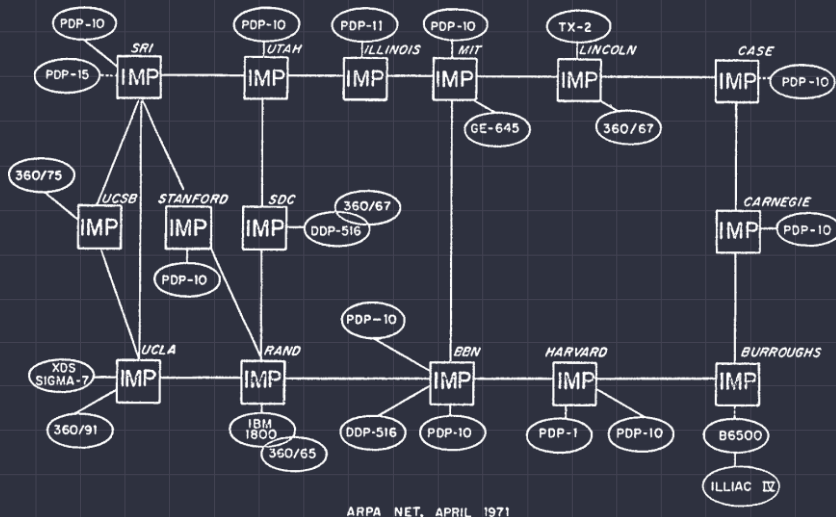 PDP-10
PDP-10
PDP-11
PDP-10
TX-2
SRI
UTAH
ILLINOIS
MIT
LINCOLN
CASE
PDP-15
IMP
IMP
IMP
IMP
IMP
IMP
PDP-10
GE-645
360/67
360/75
UCSB
STANFORD
SDC
360/67
CARNEGIE
IMP
IMP
IMP
DDP-516
IMP
PDP-10
PDP-10
PDP-10
UCLA
RAND
BBN
HARVARD
BURROUGHS
XDS
SIGMA-7
IMP
IMP
IMP
IMP
IMP
360/91
IBM
1800
360/65
DDP-516
PDP-10
PDP-1
PDP-10
B6500
ILLIAC IV
ARPA NET, APRIL 1971